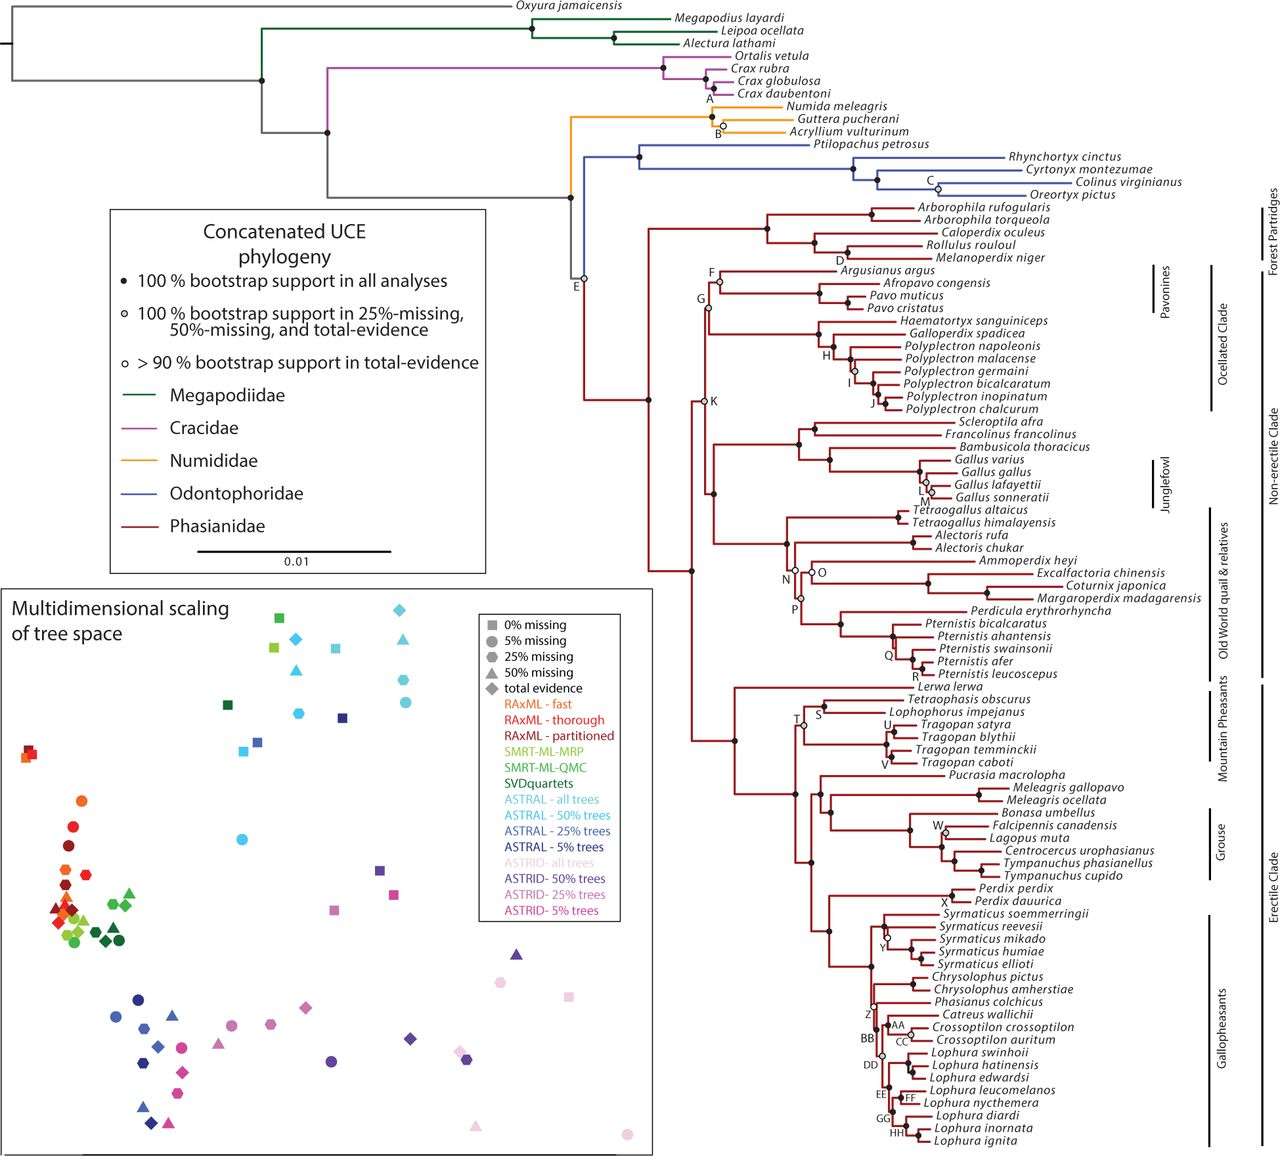 Oxyura jamaicensis
Megapodius layardi
Leipoa ocellata
Alectura lathami
Ortalis vetula
Crax rubra
Crax globulosa
Crax daubentoni
A
Numida meleagris
Guttera pucherani
B
Acryllium vulturinum
Ptilopachus petrosus
Rhynchortyx cinctus
Cyrtonyx montezumae
C
Colinus virginianus
Oreortyx pictus
Arborophila rufogularis
Arborophila torqueola
Caloperdix oculeus
Rollulus rouloul
D
Melanoperdix niger
Forest Partridges
E
F
Argusianus argus
Afropavo congensis
G
Pavo muticus
Pavo cristatus
Pavonines
Haematortyx sanguiniceps
Galloperdix spadicea
Polyplectron napoleonis
H
Polyplectron malacense
Polyplectron germaini
I
Polyplectron bicalcaratum
Polyplectron inopinatum
J
Polyplectron chalcurum
Ocellated Clade
K
Scleroptila afra
Francolinus francolinus
Bambusicola thoracicus
Gallus varius
Gallus gallus
L
Gallus lafayettii
M
Gallus sonneratii
Junglefowl
Non-erectile Clade
Tetraogallus altaicus
Tetraogallus himalayensis
Alectoris rufa
Alectoris chukar
Ammoperdix heyi
N
O
Excalfactoria chinensis
Coturnix japonica
Margaroperdix madagarensis
P
Perdicula erythrorhyncha
Pternistis bicalcaratus
Pternistis ahantensis
Q
Pternistis swainsonii
Pternistis afer
R
Pternistis leucoscepus
Old World quail & relatives
Lerwa lerwa
Tetraophasis obscurus
S
Lophophorus impejanus
T
U
Tragopan satyra
Tragopan blythii
Tragopan temminckii
V
Tragopan caboti
Mountain Pheasants
Pucrasia macrolopha
Meleagris gallopavo
Meleagris ocellata
Bonasa umbellus
W
Falcipennis canadensis
Lagopus muta
Centrocercus urophasianus
Tympanuchus phasianellus
Tympanuchus cupido
Grouse
Perdix perdix
X
Perdix dauurica
Erectile Clade
Syrmaticus soemmerringii
Syrmaticus reevesii
Y
Syrmaticus mikado
Syrmaticus humiae
Syrmaticus ellioti
Chrysolophus pictus
Chrysolophus amherstiae
Phasianus colchicus
Z
Catreus wallichii
AA
Crossoptilon crossoptilon
BB
CC
Crossoptilon auritum
Lophura swinhoii
DD
Lophura hatinensis
Lophura edwardsi
EE
Lophura leucomelanos
FF
Lophura nycthemera
GG
Lophura diardi
HH
Lophura inornata
Lophura ignita
Gallopheasants
Concatenated UCE
phylogeny
100 % bootstrap support in all analyses
100 % bootstrap support in 25%-missing,
50%-missing, and total-evidence
> 90 % bootstrap support in total-evidence
Megapodiidae
Cracidae
Numididae
Odontophoridae
Phasianidae
0.01
Multidimensional scaling
of tree space
0% missing
5% missing
25% missing
50% missing
total evidence
RAxML - fast
RAxML - thorough
RAxML - partitioned
SMRT-ML-MRP
SMRT-ML-QMC
SVDquartets
ASTRAL - all trees
ASTRAL - 50% trees
ASTRAL - 25% trees
ASTRAL - 5% trees
ASTRID- all trees
ASTRID- 50% trees
ASTRID- 25% trees
ASTRID- 5% trees